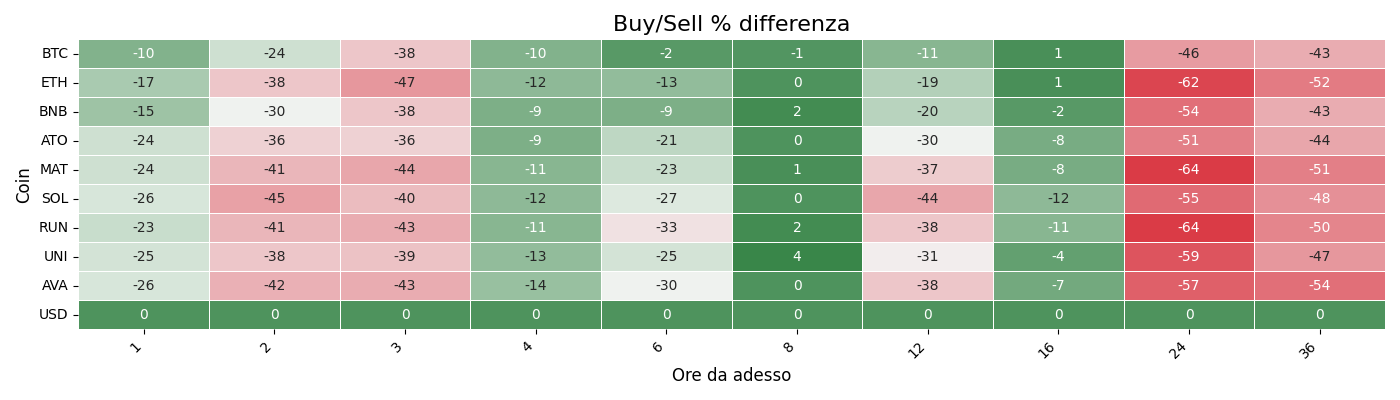 Buy/Sell % differenza
BTC -10 -24 -38 -10 -2 -1 -11 1 -46 -43
ETH -17 -38 -47 -12 -13 0 -19 1 -62 -52
BNB -15 -30 -38 -9 -9 2 -20 -2 -54 -43
ATO -24 -36 -36 -9 -21 0 -30 -8 -51 -44
MAT -24 -41 -44 -11 -23 1 -37 -8 -64 -51
SOL -26 -45 -40 -12 -27 0 -44 -12 -55 -48
RUN -23 -41 -43 -11 -33 2 -38 -11 -64 -50
UNI -25 -38 -39 -13 -25 4 -31 -4 -59 -47
AVA -26 -42 -43 -14 -30 0 -38 -7 -57 -54
USD 0 0 0 0 0 0 0 0 0 0
Coin
1 2 3 4 6 8 12 16 24 36
Ore da adesso